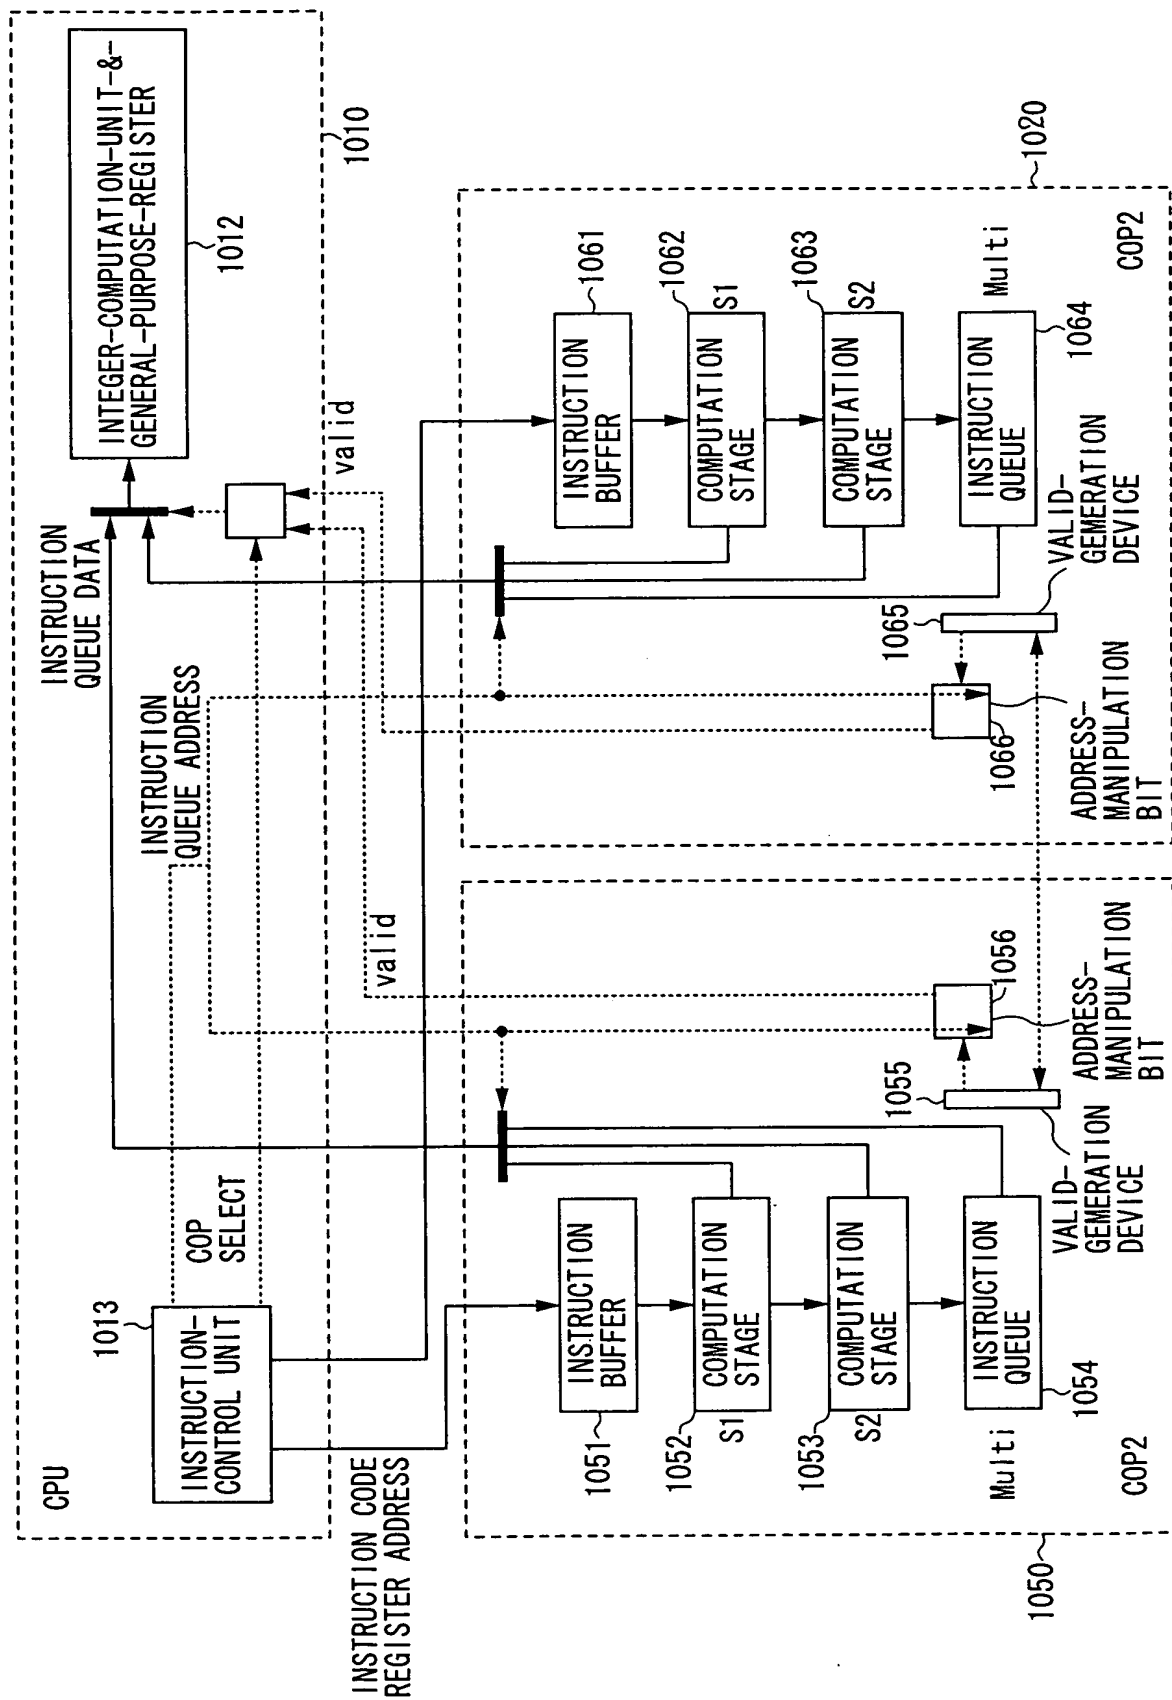 CPU
1013
INSTRUCTION-
CONTROL UNIT
COP
SELECT
INSTRUCTION
QUEUE ADDRESS
INSTRUCTION
QUEUE DATA
INTEGER-COMPUTATION-UNIT-&-
GENERAL-PURPOSE-REGISTER
1012
1010
valid
valid
INSTRUCTION CODE
REGISTER ADDRESS
1051
INSTRUCTION
BUFFER
1052
COMPUTATION
STAGE
S1
1053
COMPUTATION
STAGE
S2
Multi
INSTRUCTION
QUEUE
1054
COP2
1050
1055
VALID-
GEMERATION
DEVICE
1056
ADDRESS-
MANIPULATION
BIT
1020
INSTRUCTION
BUFFER
1061
COMPUTATION
STAGE
1062
S1
COMPUTATION
STAGE
1063
S2
INSTRUCTION
QUEUE
Multi
1064
COP2
1065
VALID-
GEMERATION
DEVICE
1066
ADDRESS-
MANIPULATION
BIT